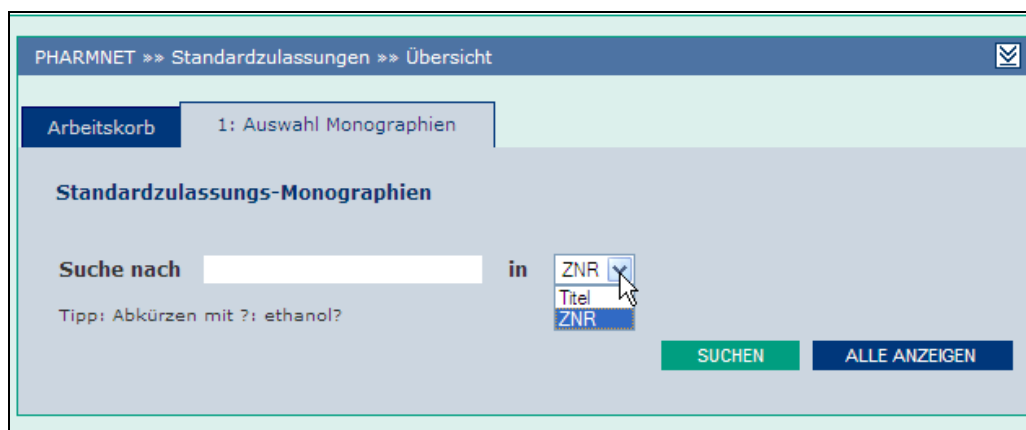 PHARMNET »» Standardzulassungen »» Übersicht
Arbeitskorb 1: Auswahl Monographien
Standardzulassungs-Monographien
Suche nach in ZNR
Titel
Tipp: Abkürzen mit ?: ethanol? ZNR
SUCHEN ALLE ANZEIGEN